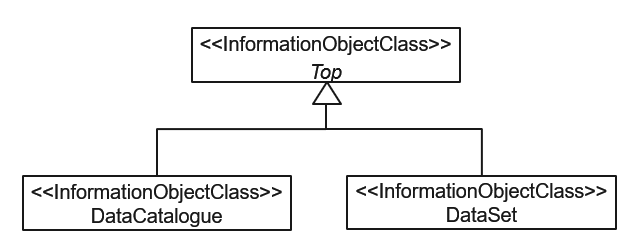 <<InformationObjectClass>>
Top
<<InformationObjectClass>>
DataCatalogue
<<InformationObjectClass>>
DataSet